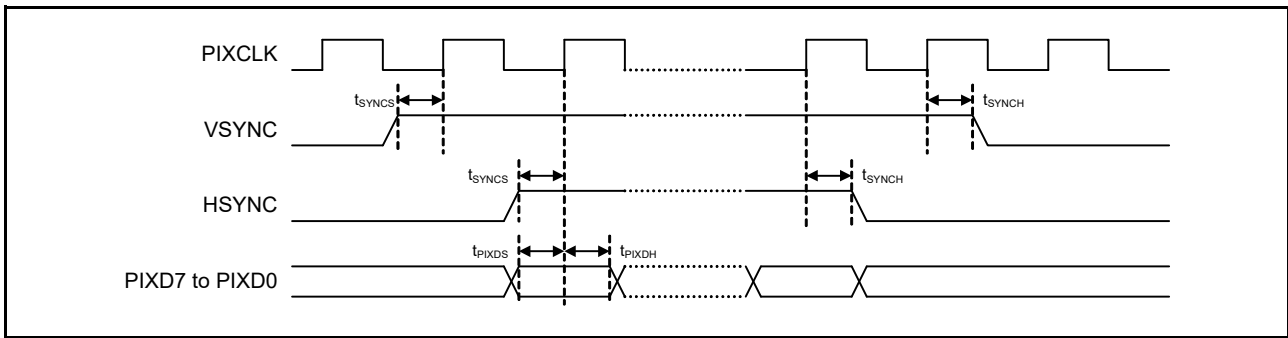 PIXCLK
tSYNCS
tSYNCH
VSYNC
tSYNCS
tSYNCH
HSYNC
tPIXDS
tPIXDH
PIXD7 to PIXD0